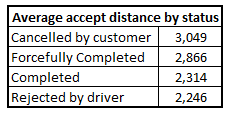 Average accept distance by status
Cancelled by customer 3,049
Forcefully Completed 2,866
Completed 2,314
Rejected by driver 2,246